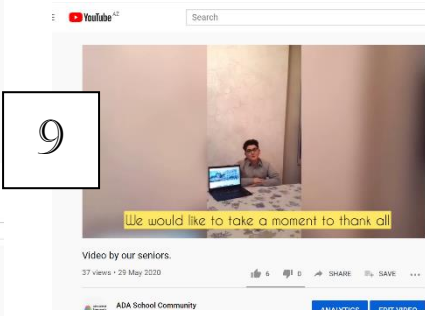 YouTube AZ
Search
9
We would like to take a moment to thank all
Video by our seniors.
37 views • 29 May 2020
6 0 SHARE SAVE
ADA School Community
ANALYTICS EDIT VIDEO